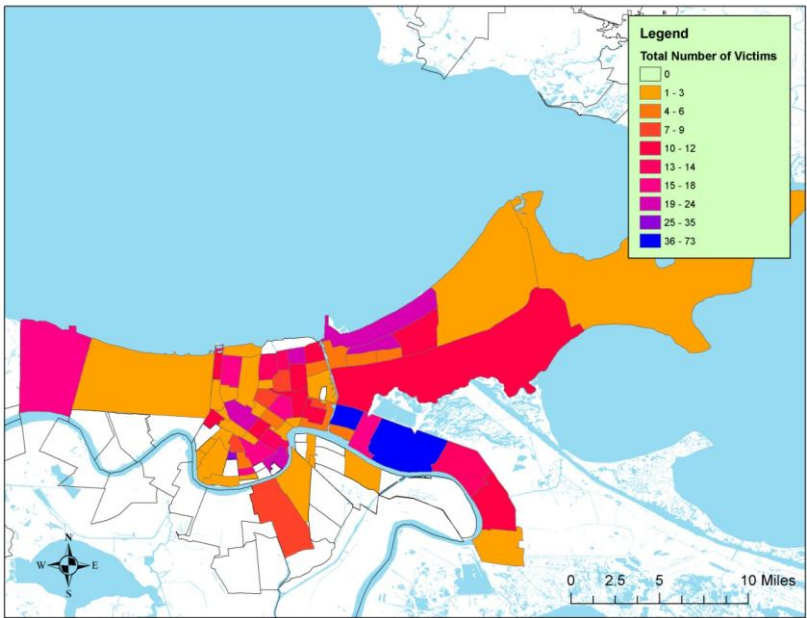 Legend
Total Number of Victims
0
1 - 3
4 - 6
7 - 9
10 - 12
13 - 14
15 - 18
19 - 24
25 - 35
36 - 73
N
W E
S
0 2.5 5 10 Miles